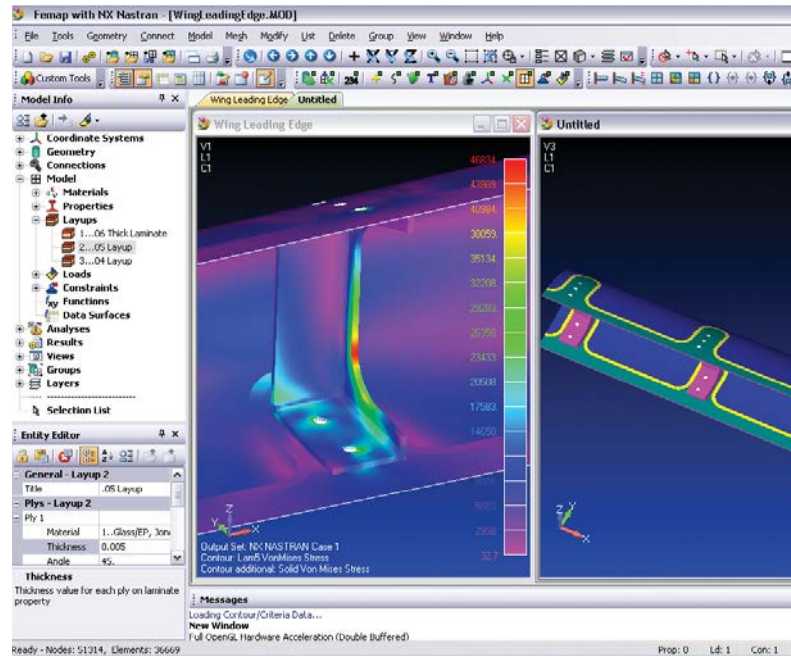 Femap with NX Nastran - [WingLeadingEdge.MOD]
File Tools Geometry Connect Model Mesh Modify List Delete Group View Window Help
Custom Tools
Model Info
Wing Leading Edge Untitled
Coordinate Systems
Geometry
Connections
Model
Materials
Properties
Layups
1...06 Thick Laminate
2...05 Layup
3...04 Layup
Loads
Constraints
Functions
Data Surfaces
Analyses
Results
Views
Groups
Layers
Selection List
Entity Editor
General - Layup 2
Title .05 Layup
Plys - Layup 2
Ply 1
Material 1..Glass/EP, Jon
Thickness 0.005
Angle 45.
Thickness
Thickness value for each ply on laminate
property
Wing Leading Edge
V1
L1
C1
46834.
43909.
40984.
38059.
35134.
32208.
29283.
26358.
23433.
20508.
17583.
14658.
2958.
32.7
Z
Y
X
Output Set: NX NASTRAN Case 1
Contour: Lam5 VonMises Stress
Contour additional: Solid Von Mises Stress
Untitled
V3
L1
C1
Z
Y
X
Messages
Loading Contour/Criteria Data...
New Window
Full OpenGL Hardware Acceleration (Double Buffered)
Ready - Nodes: 51314, Elements: 36669
Prop: 0 Ld: 1 Con: 1